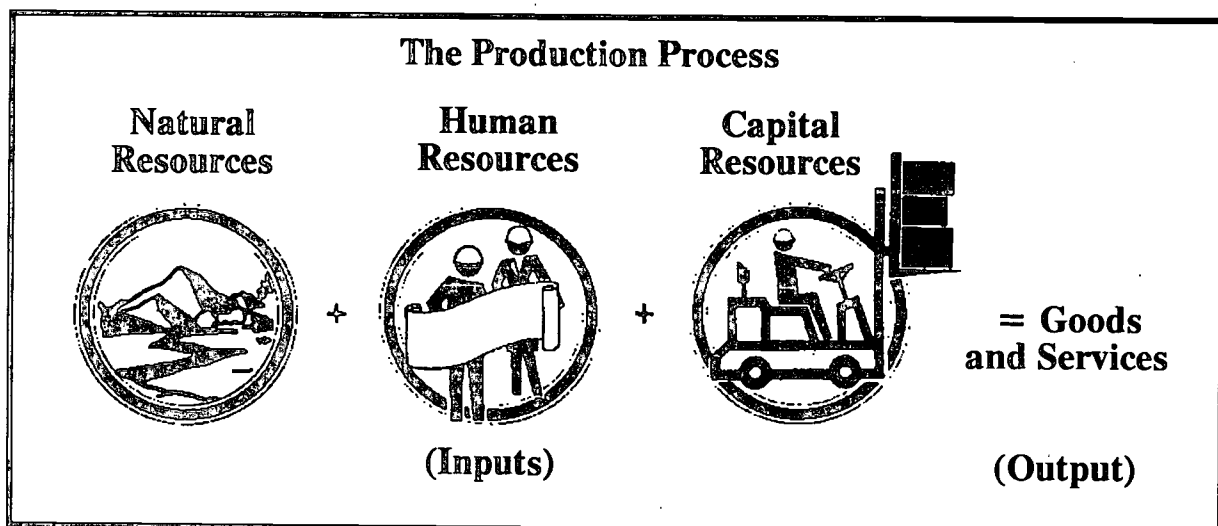 The Production Process
Natural
Resources
Human
Resources
Capital
Resources
+
+
= Goods
and Services
(Inputs)
(Output)